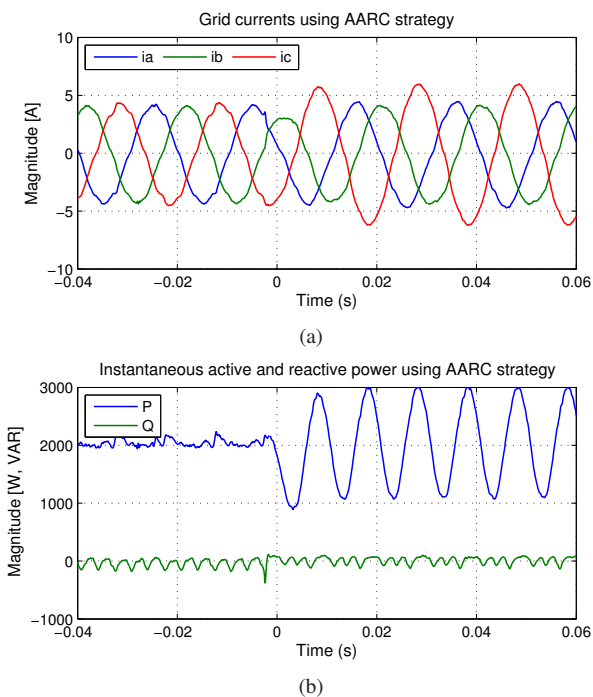 Grid currents using AARC strategy
10
ia ib ic
5
0
−5
−10
Magnitude [A]
−0.04 −0.02 0 0.02 0.04 0.06
Time (s)
(a)
Instantaneous active and reactive power using AARC strategy
3000
P
Q
2000
1000
0
−1000
Magnitude [W, VAR]
−0.04 −0.02 0 0.02 0.04 0.06
Time (s)
(b)